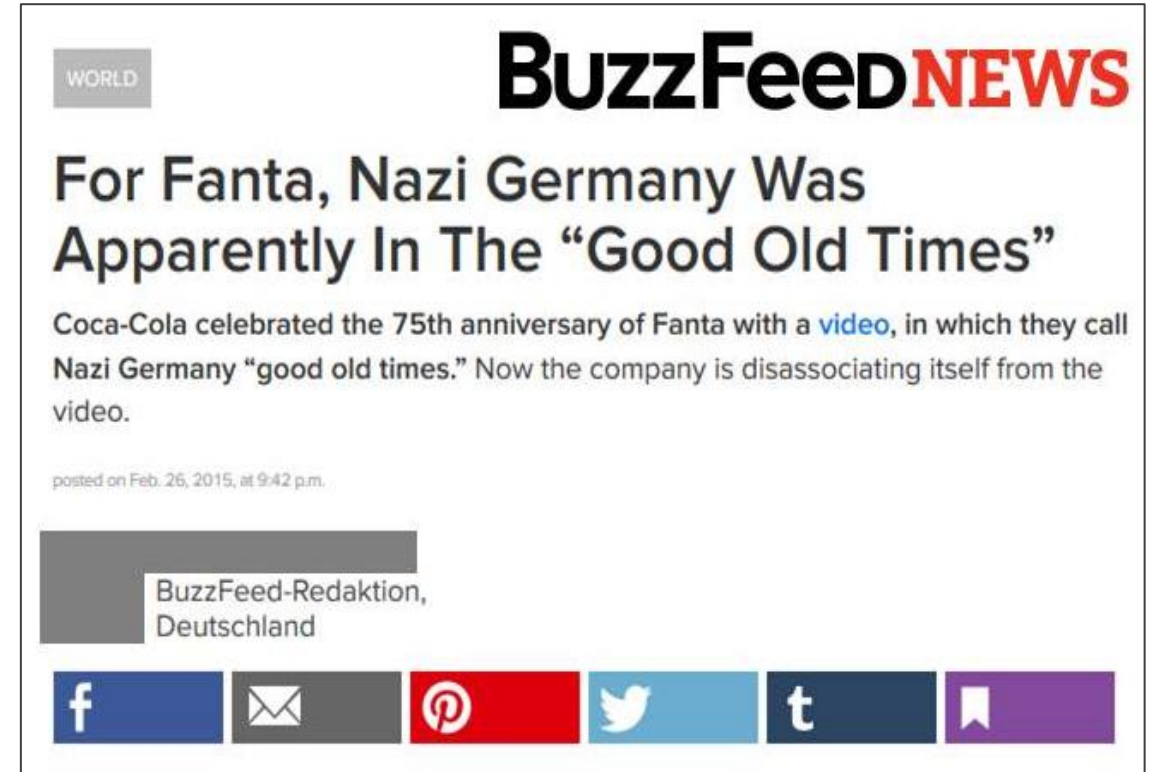 WORLD
BuzzFeedNEWS
For Fanta, Nazi Germany Was
Apparently In The “Good Old Times”
Coca-Cola celebrated the 75th anniversary of Fanta with a video, in which they call
Nazi Germany “good old times.” Now the company is disassociating itself from the
video.
posted on Feb. 26, 2015, at 9:42 p.m.
BuzzFeed-Redaktion,
Deutschland